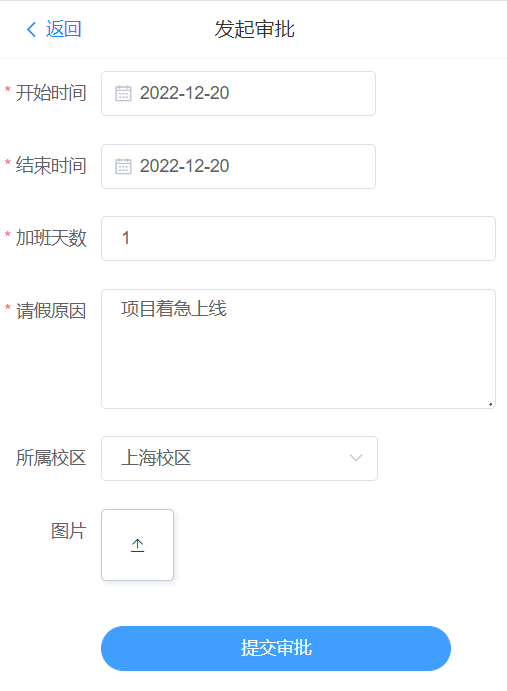 返回
发起审批
* 开始时间
2022-12-20
* 结束时间
2022-12-20
* 加班天数
1
* 请假原因
项目着急上线
所属校区
上海校区
图片
提交审批